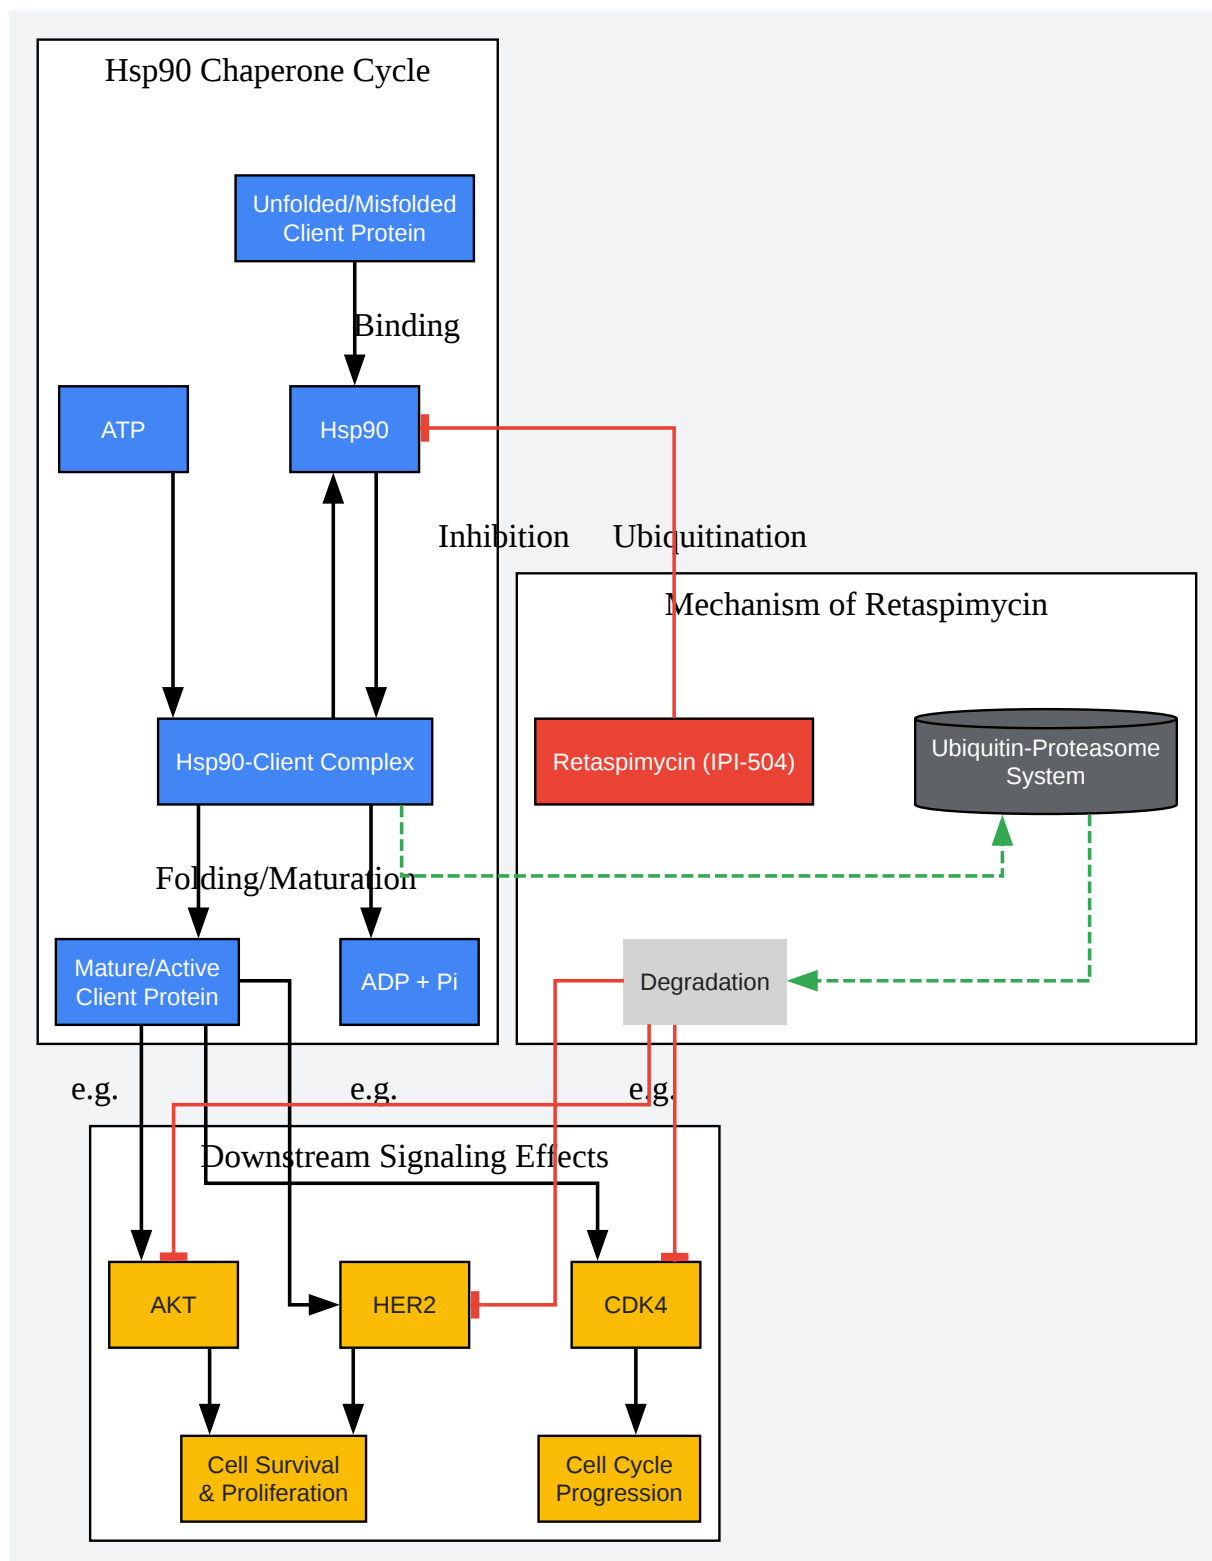 Hsp90 Chaperone Cycle
Unfolded/Misfolded
Client Protein
Binding
ATP
Hsp90
Inhibition
Ubiquitination
Mechanism of Retaspimycin
Hsp90-Client Complex
Retaspimycin (IPI-504)
Ubiquitin-Proteasome
System
Folding/Maturation
Mature/Active
Client Protein
ADP + Pi
Degradation
e.g.
e.g.
e.g.
Downstream Signaling Effects
AKT
HER2
CDK4
Cell Survival
& Proliferation
Cell Cycle
Progression